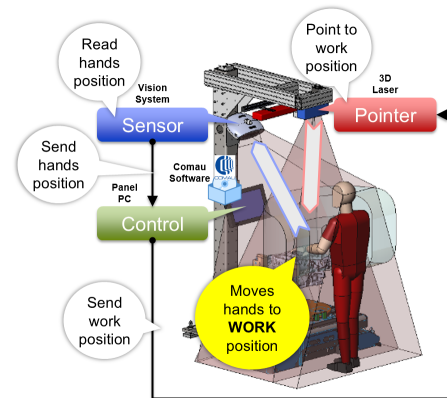 Read
hands
position
Point to
work
position
Vision
System
3D
Laser
Sensor
Pointer
Send
hands
position
Comau
Software
COMAU
Panel
PC
Control
Send
work
position
Moves
hands to
WORK
position